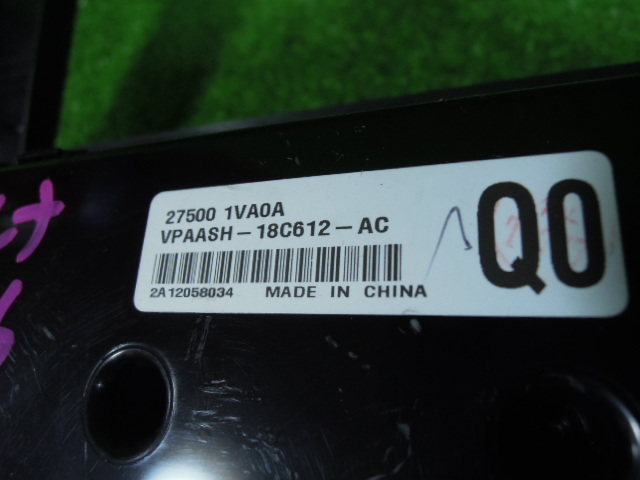 27500 1VA0A
VPAASH-18C612-AC
Q0
2A12058034 MADE IN CHINA